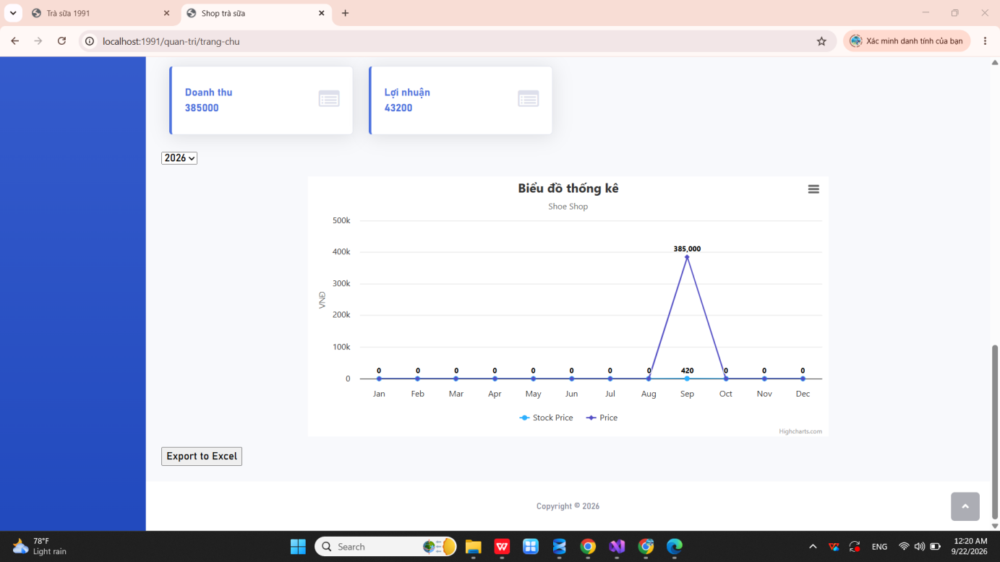 Trà sữa 1991
Shop trà sữa
localhost:1991/quan-tri/trang-chu
Xác minh danh tính của bạn
Doanh thu
385000
Lợi nhuận
43200
2026
Biểu đồ thống kê
Shoe Shop
500k
400k
300k
200k
100k
0
VNĐ
385,000
0 0 0 0 0 0 0 0 420 0 0 0
Jan Feb Mar Apr May Jun Jul Aug Sep Oct Nov Dec
Stock Price Price
Highcharts.com
Export to Excel
Copyright © 2026
78°F
Light rain
Search
ENG
12:20 AM
9/22/2026